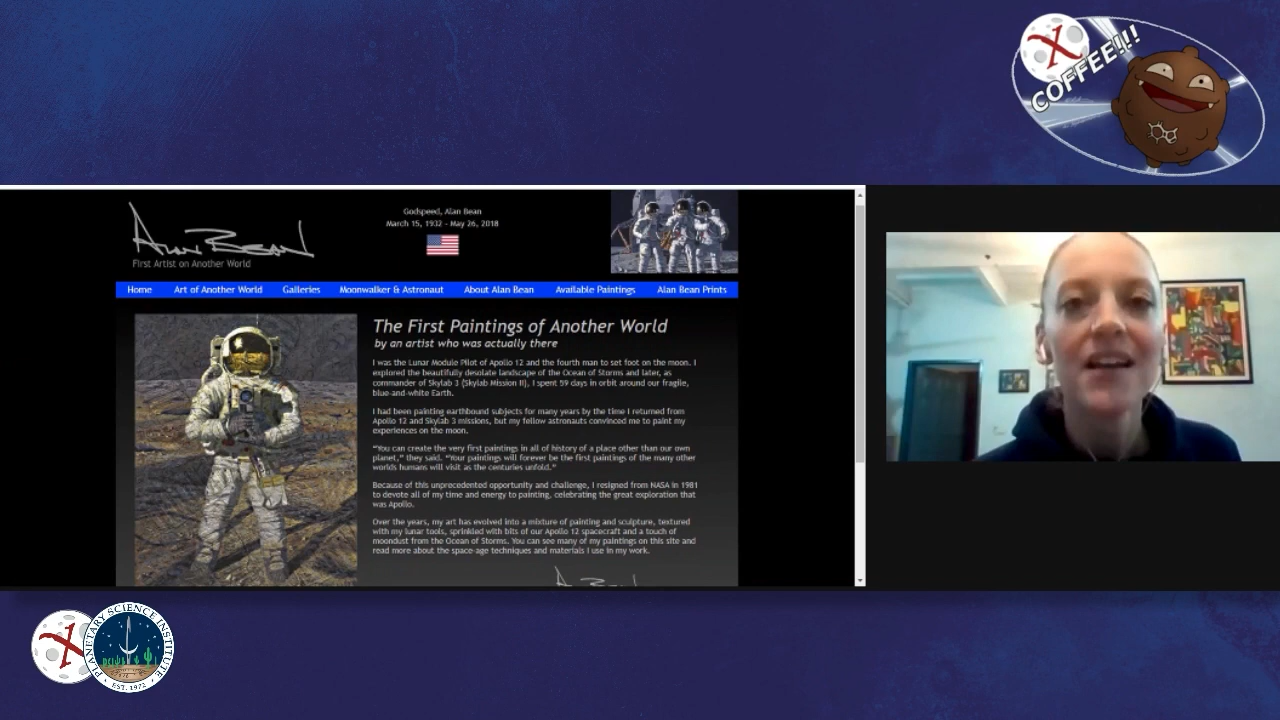 X
COFFEE!!!
Alan Bean
First Artist on Another World
Godspeed, Alan Bean
March 15, 1932 - May 26, 2018
Home Art of Another World Galleries Moonwalker & Astronaut About Alan Bean Available Paintings Alan Bean Prints
The First Paintings of Another World
by an artist who was actually there
I was the Lunar Module Pilot of Apollo 12 and the fourth man to set foot on the moon. I
explored the beautifully desolate landscape of the Ocean of Storms and later, as
commander of Skylab 3 (Skylab Mission II), I spent 59 days in orbit around our fragile,
blue-and-white Earth.
I had been painting earthbound subjects for many years by the time I returned from
Apollo 12 and Skylab 3 missions, but my fellow astronauts convinced me to paint my
experiences on the moon.
“You can create the very first paintings in all of history of a place other than our own
planet,” they said. “Your paintings will forever be the first paintings of the many other
worlds humans will visit as the centuries unfold.”
Because of this unprecedented opportunity and challenge, I resigned from NASA in 1981
to devote all of my time and energy to painting, celebrating the great exploration that
was Apollo.
Over the years, my art has evolved into a mixture of painting and sculpture, textured
with my lunar tools, sprinkled with bits of our Apollo 12 spacecraft and a touch of
moondust from the Ocean of Storms. You can see many of my paintings on this site and
read more about the space-age techniques and materials I use in my work.
X
PLANETARY SCIENCE INSTITUTE
EST. 1972